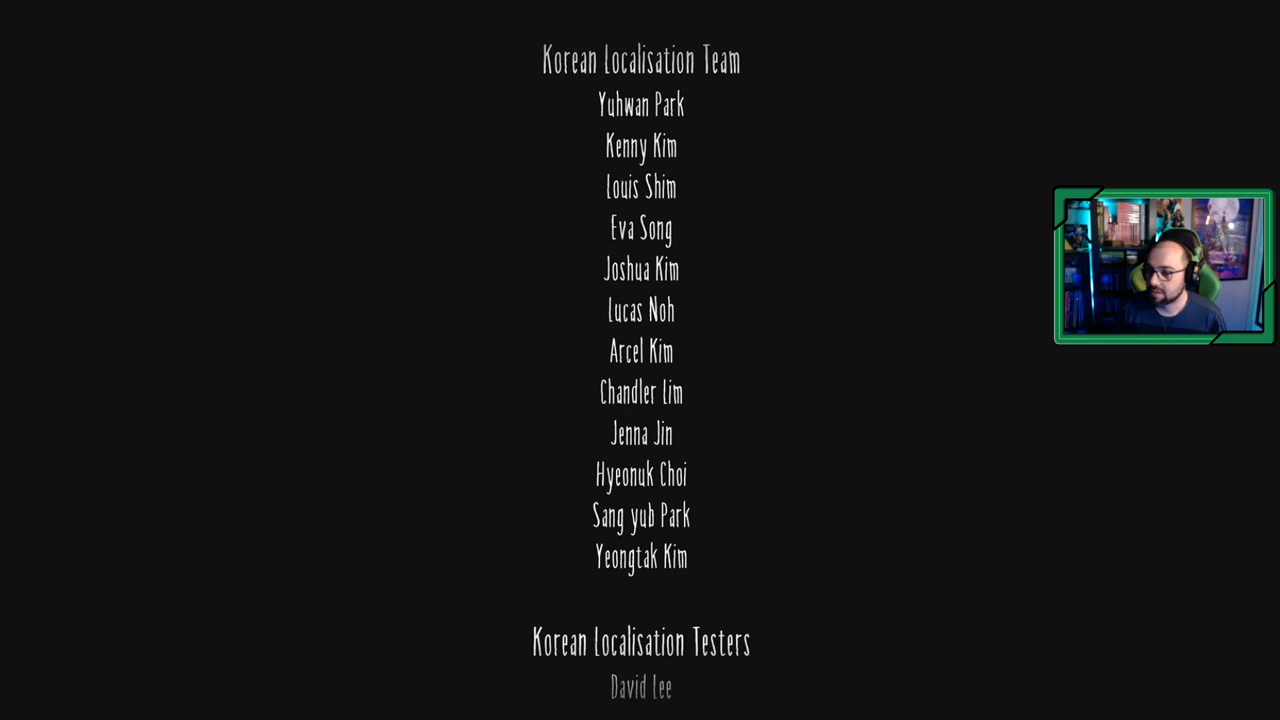 Korean Localisation Team
Yuhwan Park
Kenny Kim
Louis Shim
Eva Song
Joshua Kim
Lucas Noh
Arcel Kim
Chandler Lim
Jenna Jin
Hyeonuk Choi
Sang yub Park
Yeongtak Kim
Korean Localisation Testers
David Lee